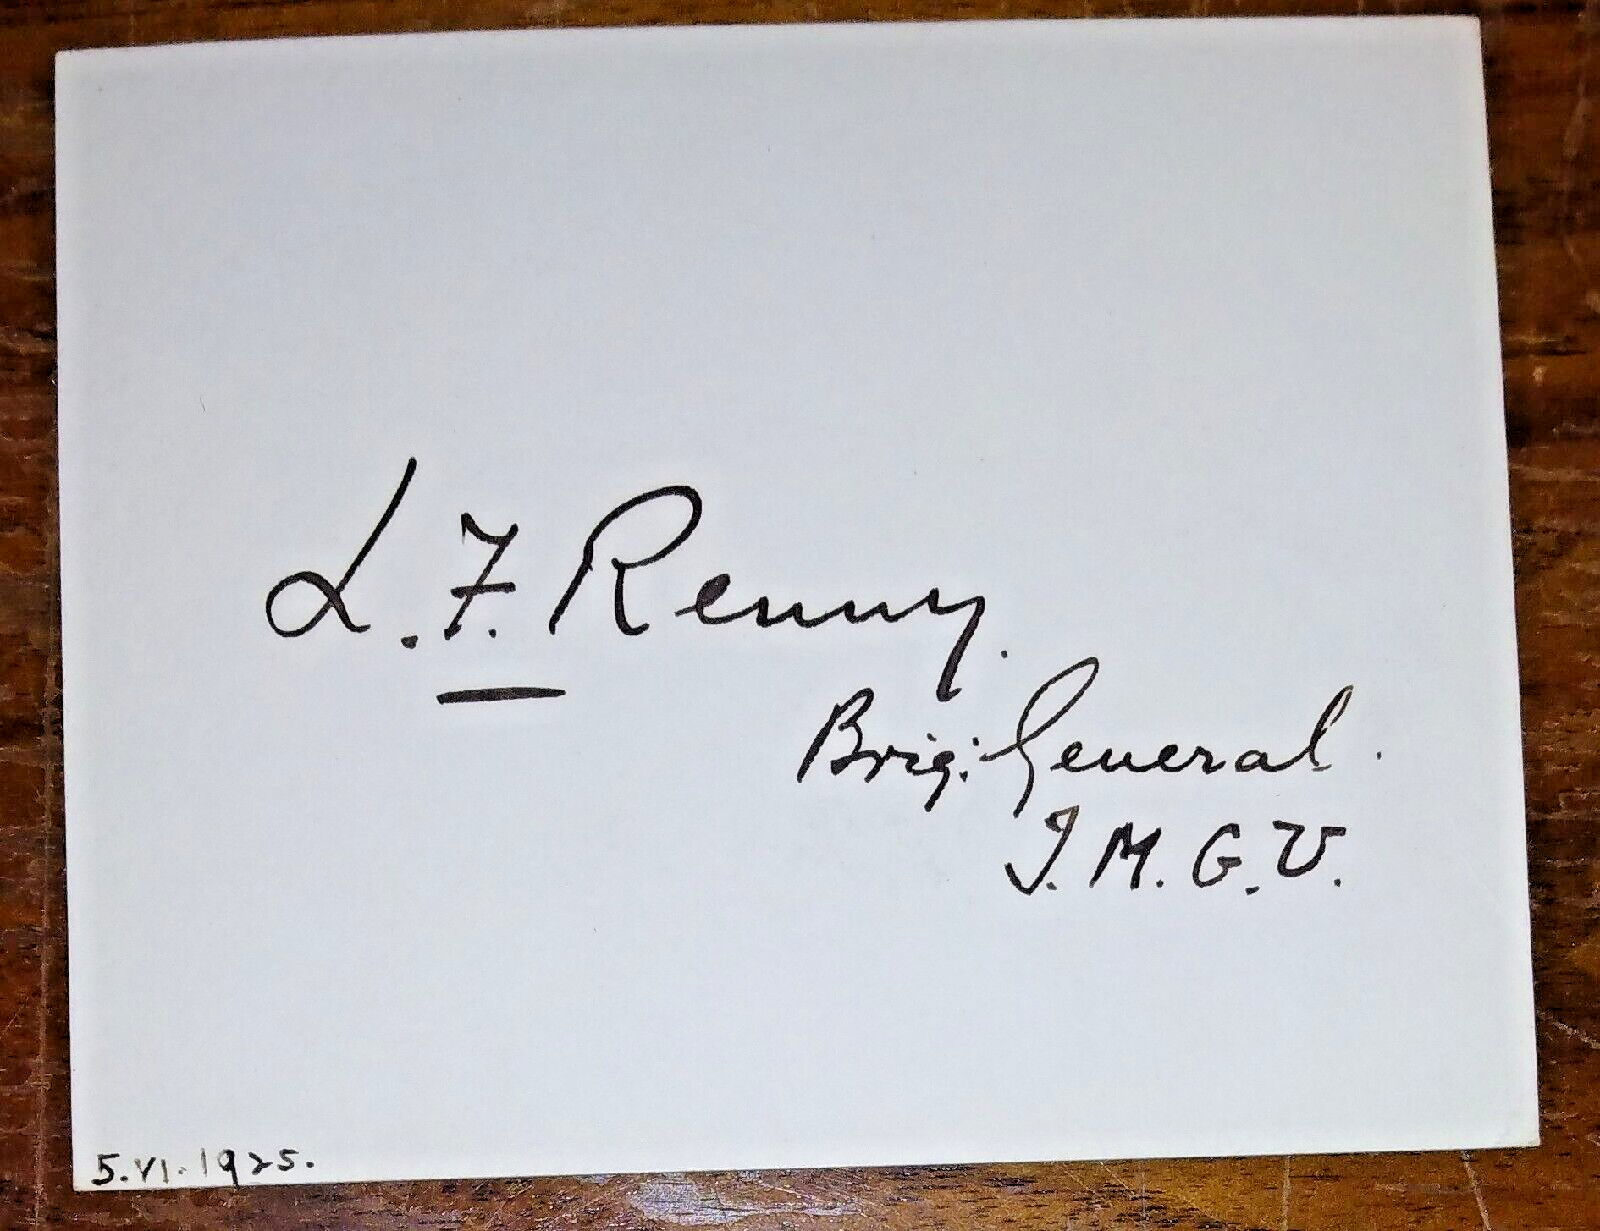 L.F. Renny.
Brig: General.
I.M.G.U.
5.VI.1925.